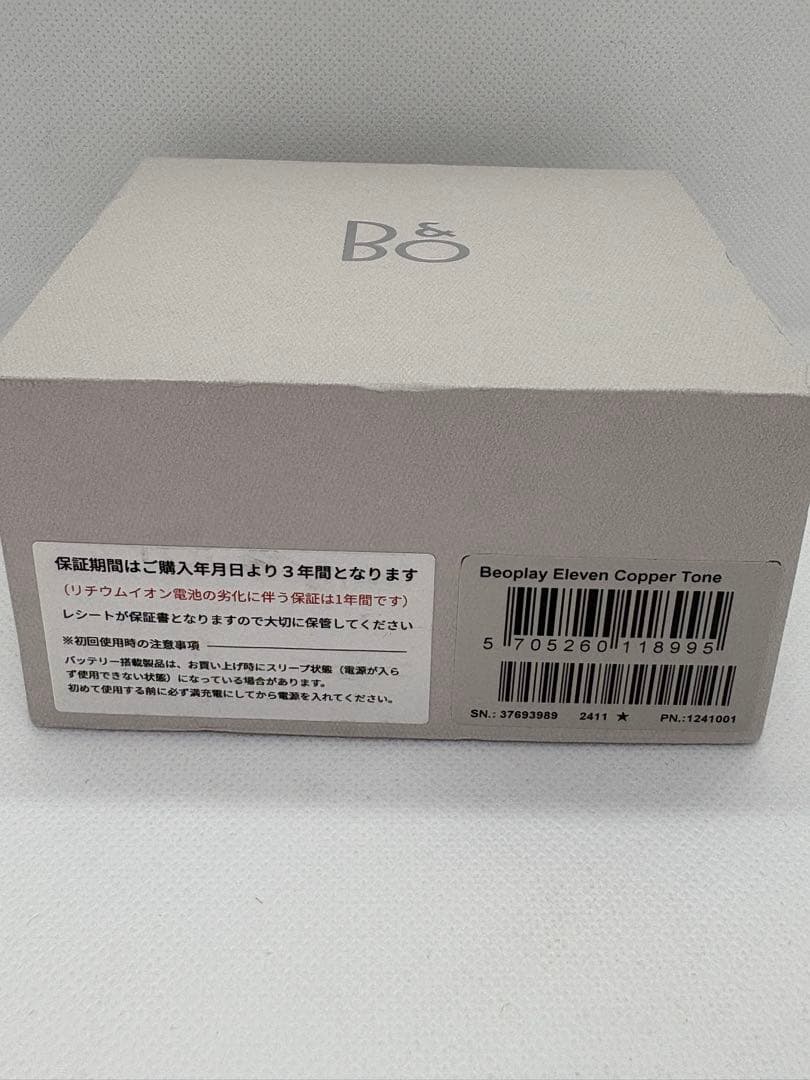 B&O
保証期間はご購入年月日より3年間となります
(リチウムイオン電池の劣化に伴う保証は1年間です)
レシートが保証書となりますので大切に保管してください
※初回使用時の注意事項
バッテリー搭載製品は、お買い上げ時にスリープ状態(電源が入ら
ず使用できない状態)になっている場合があります。
初めて使用する前に必ず満充電にしてから電源を入れてください。
Beoplay Eleven Copper Tone
5 705260 118995
SN.: 37693989 2411 ★ PN.:1241001